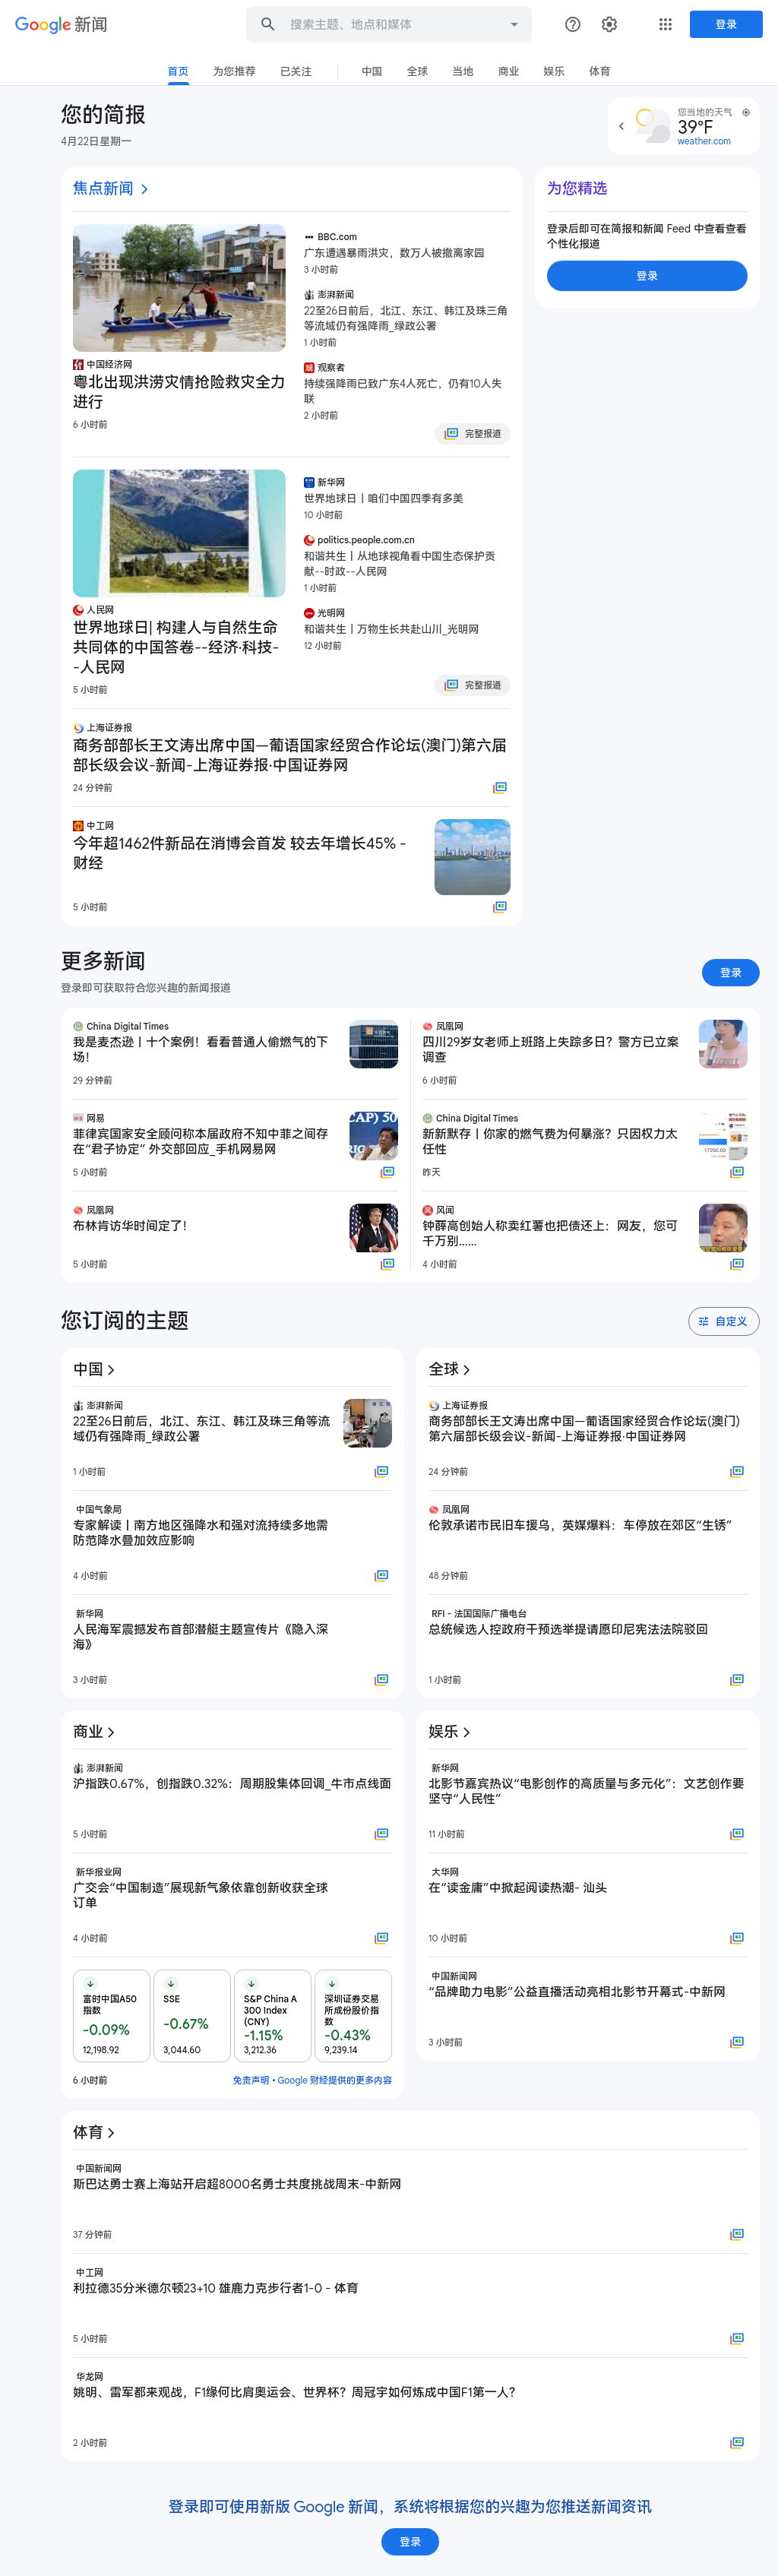 Google 新闻
搜索主题、地点和媒体
登录
首页
为您推荐
已关注
中国
全球
当地
商业
娱乐
体育
您的简报
4月22日星期一
您当地的天气
39°F
weather.com
焦点新闻
中国经济网
粤北出现洪涝灾情抢险救灾全力
进行
6 小时前
BBC.com
广东遭遇暴雨洪灾，数万人被撤离家园
3 小时前
澎湃新闻
22至26日前后，北江、东江、韩江及珠三角
等流域仍有强降雨_绿政公署
1 小时前
观察者
持续强降雨已致广东4人死亡，仍有10人失
联
2 小时前
完整报道
为您精选
登录后即可在简报和新闻 Feed 中查看查看
个性化报道
登录
人民网
世界地球日| 构建人与自然生命
共同体的中国答卷--经济·科技-
-人民网
5 小时前
新华网
世界地球日丨咱们中国四季有多美
10 小时前
politics.people.com.cn
和谐共生丨从地球视角看中国生态保护贡
献--时政--人民网
1 小时前
光明网
和谐共生丨万物生长共赴山川_光明网
12 小时前
完整报道
上海证券报
商务部部长王文涛出席中国—葡语国家经贸合作论坛(澳门)第六届
部长级会议-新闻-上海证券报·中国证券网
24 分钟前
中工网
今年超1462件新品在消博会首发 较去年增长45% -
财经
5 小时前
更多新闻
登录即可获取符合您兴趣的新闻报道
登录
China Digital Times
我是麦杰逊丨十个案例！看看普通人偷燃气的下
场！
29 分钟前
凤凰网
四川29岁女老师上班路上失踪多日？警方已立案
调查
6 小时前
网易
菲律宾国家安全顾问称本届政府不知中菲之间存
在“君子协定” 外交部回应_手机网易网
5 小时前
China Digital Times
新新默存丨你家的燃气费为何暴涨？只因权力太
任性
昨天
凤凰网
布林肯访华时间定了！
5 小时前
风闻
钟薛高创始人称卖红薯也把债还上：网友，您可
千万别……
4 小时前
您订阅的主题
自定义
中国
澎湃新闻
22至26日前后，北江、东江、韩江及珠三角等流
域仍有强降雨_绿政公署
1 小时前
中国气象局
专家解读丨南方地区强降水和强对流持续多地需
防范降水叠加效应影响
4 小时前
新华网
人民海军震撼发布首部潜艇主题宣传片《隐入深
海》
3 小时前
全球
上海证券报
商务部部长王文涛出席中国—葡语国家经贸合作论坛(澳门)
第六届部长级会议-新闻-上海证券报·中国证券网
24 分钟前
凤凰网
伦敦承诺市民旧车援乌，英媒爆料：车停放在郊区“生锈”
48 分钟前
RFI - 法国国际广播电台
总统候选人控政府干预选举提请愿印尼宪法法院驳回
1 小时前
商业
澎湃新闻
沪指跌0.67%，创指跌0.32%：周期股集体回调_牛市点线面
5 小时前
新华报业网
广交会“中国制造”展现新气象依靠创新收获全球
订单
4 小时前
富时中国A50
指数
-0.09%
12,198.92
SSE
-0.67%
3,044.60
S&P China A
300 Index
(CNY)
-1.15%
3,212.36
深圳证券交易
所成份股价指
数
-0.43%
9,239.14
6 小时前
免责声明 • Google 财经提供的更多内容
娱乐
新华网
北影节嘉宾热议“电影创作的高质量与多元化”：文艺创作要
坚守“人民性”
11 小时前
大华网
在“读金庸”中掀起阅读热潮- 汕头
10 小时前
中国新闻网
“品牌助力电影”公益直播活动亮相北影节开幕式-中新网
3 小时前
体育
中国新闻网
斯巴达勇士赛上海站开启超8000名勇士共度挑战周末-中新网
37 分钟前
中工网
利拉德35分米德尔顿23+10 雄鹿力克步行者1-0 - 体育
5 小时前
华龙网
姚明、雷军都来观战，F1缘何比肩奥运会、世界杯？周冠宇如何炼成中国F1第一人？
2 小时前
登录即可使用新版 Google 新闻，系统将根据您的兴趣为您推送新闻资讯
登录